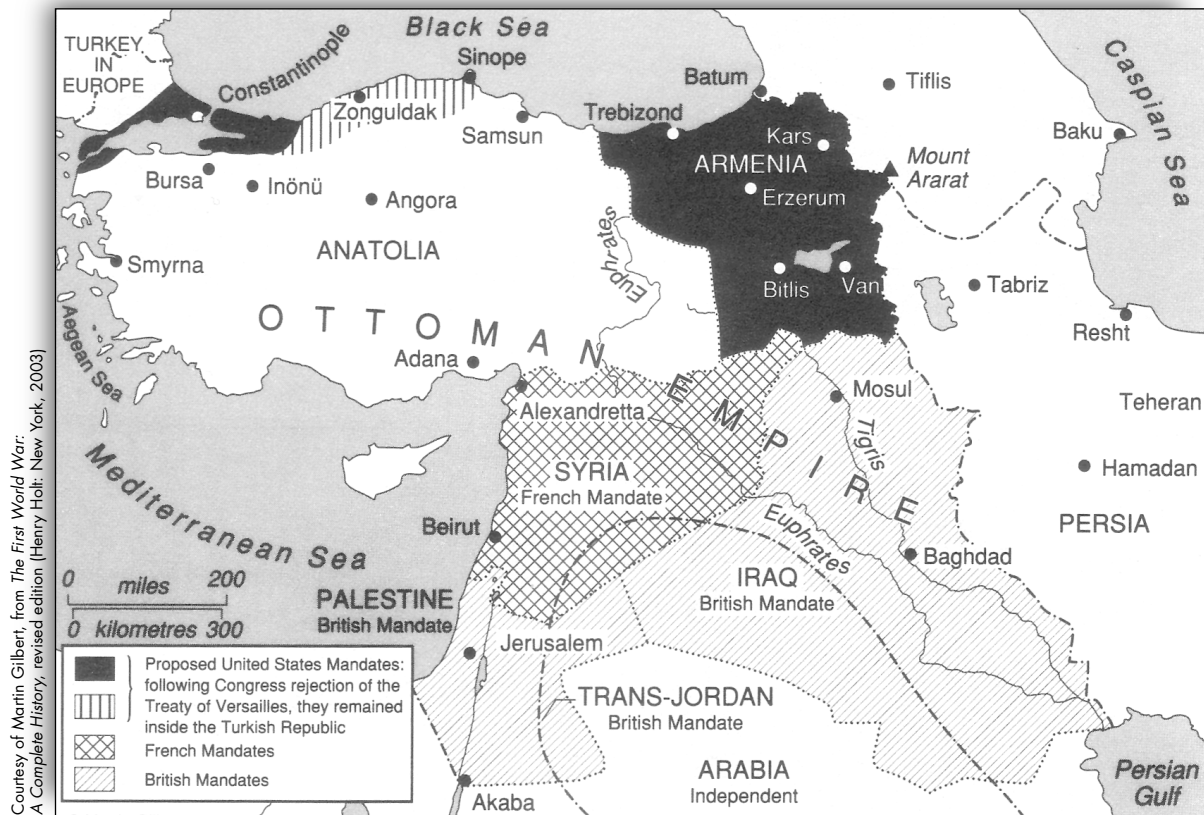 Courtesy of Martin Gilbert, from The First World War:
A Complete History, revised edition (Henry Holt: New York, 2003)
TURKEY
IN
EUROPE
Constantinople
Black Sea
Sinope
Zonguldak
Samsun
Trebizond
Batum
Tiflis
Caspian Sea
Baku
Kars
ARMENIA
Mount
Ararat
Erzerum
Bursa
Inönü
Angora
ANATOLIA
Euphrates
Smyrna
Bitlis
Van
Tabriz
Resht
Aegean Sea
OTTOMAN EMPIRE
Adana
Alexandretta
Mosul
Tigris
Teheran
Hamadan
Mediterranean Sea
SYRIA
French Mandate
Beirut
Euphrates
Baghdad
PERSIA
0 miles 200
0 kilometres 300
PALESTINE
British Mandate
IRAQ
British Mandate
Jerusalem
TRANS-JORDAN
British Mandate
ARABIA
Independent
Akaba
Persian
Gulf
Proposed United States Mandates:
following Congress rejection of the
Treaty of Versailles, they remained
inside the Turkish Republic
French Mandates
British Mandates